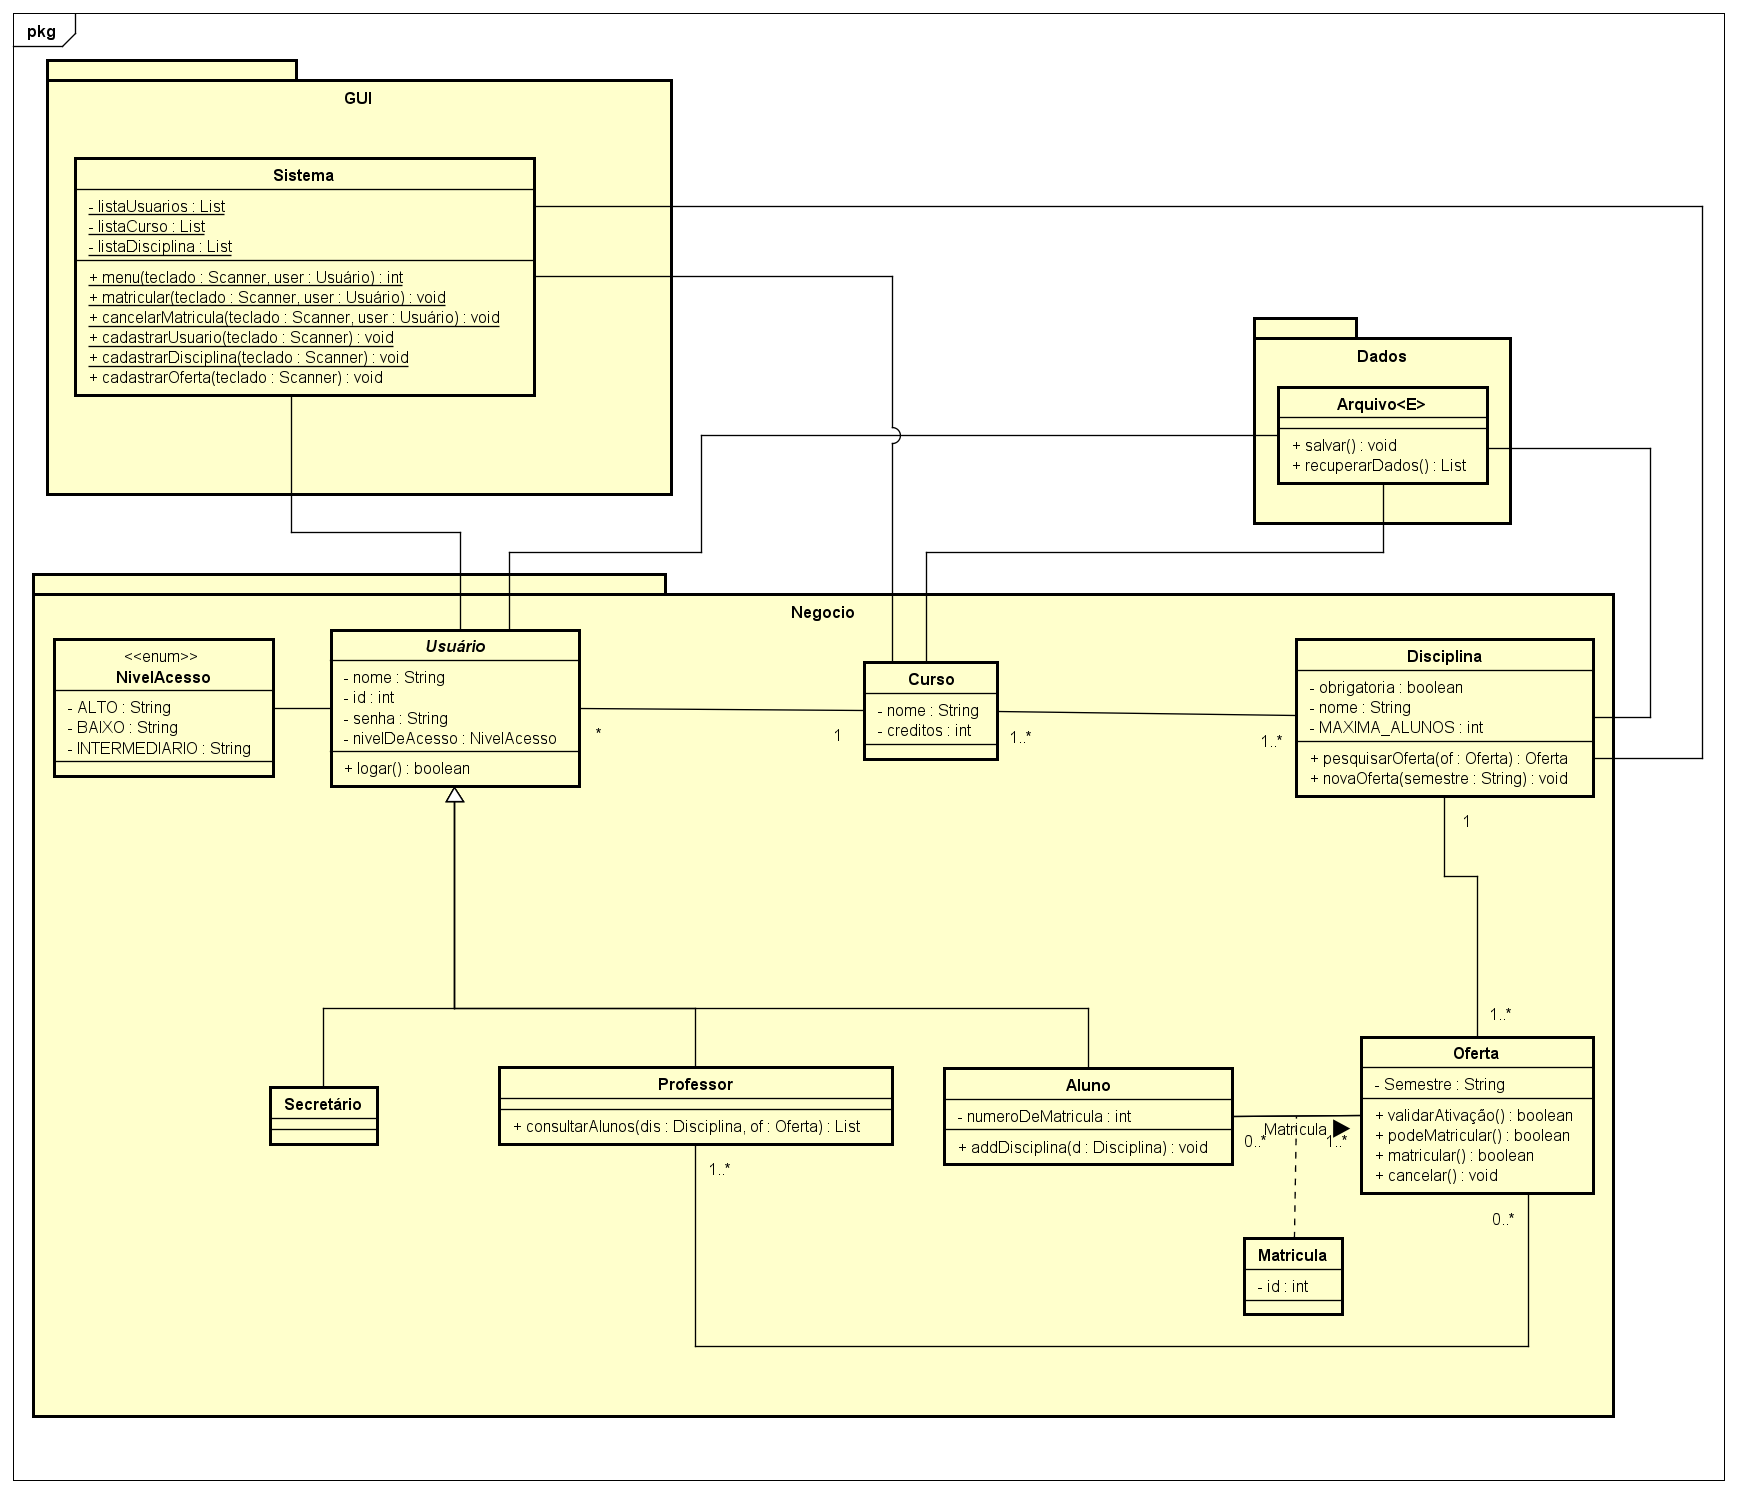 pkg
GUI
Sistema
- listaUsuarios : List
- listaCurso : List
- listaDisciplina : List
+ menu(teclado : Scanner, user : Usuário) : int
+ matricular(teclado : Scanner, user : Usuário) : void
+ cancelarMatricula(teclado : Scanner, user : Usuário) : void
+ cadastrarUsuario(teclado : Scanner) : void
+ cadastrarDisciplina(teclado : Scanner) : void
+ cadastrarOferta(teclado : Scanner) : void
Dados
Arquivo<E>
+ salvar() : void
+ recuperarDados() : List
Negocio
<<enum>>
NivelAcesso
- ALTO : String
- BAIXO : String
- INTERMEDIARIO : String
Usuário
- nome : String
- id : int
- senha : String
- nivelDeAcesso : NivelAcesso
+ logar() : boolean
*
1
Curso
- nome : String
- creditos : int
1..*
1..*
Disciplina
- obrigatoria : boolean
- nome : String
- MAXIMA_ALUNOS : int
+ pesquisarOferta(of : Oferta) : Oferta
+ novaOferta(semestre : String) : void
1
1..*
Secretário
Professor
+ consultarAlunos(dis : Disciplina, of : Oferta) : List
1..*
Aluno
- numeroDeMatricula : int
+ addDisciplina(d : Disciplina) : void
Matricula
0..*
1..*
Oferta
- Semestre : String
+ validarAtivação() : boolean
+ podeMatricular() : boolean
+ matricular() : boolean
+ cancelar() : void
0..*
Matricula
- id : int